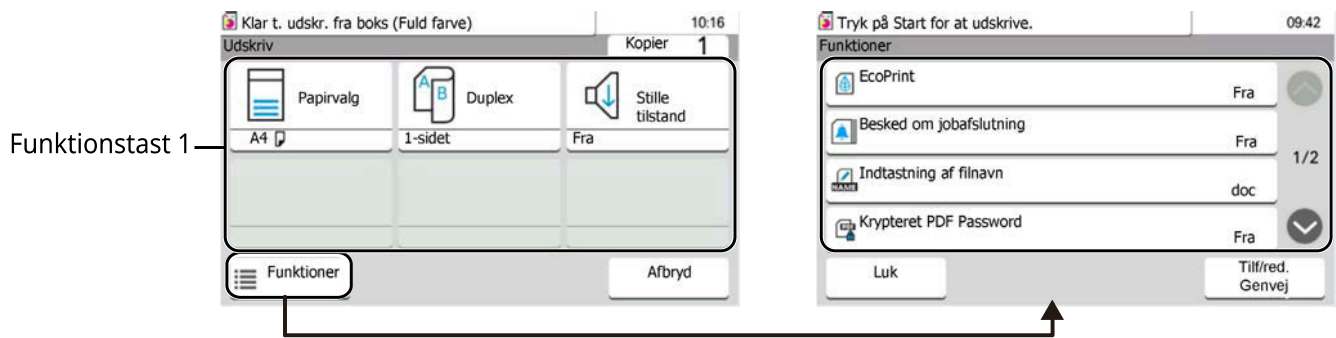 Funktionstast 1
Klar t. udskr. fra boks (Fuld farve)
10:16
Udskriv
Kopier 1
Papirvalg
A B
Duplex
Stille
tilstand
A4
1-sidet
Fra
Funktioner
Afbryd
Tryk på Start for at udskrive.
09:42
Funktioner
EcoPrint
Fra
Besked om jobafslutning
Fra
1/2
Indtastning af filnavn
NAME
doc
Krypteret PDF Password
Fra
Luk
Tilf/red.
Genvej